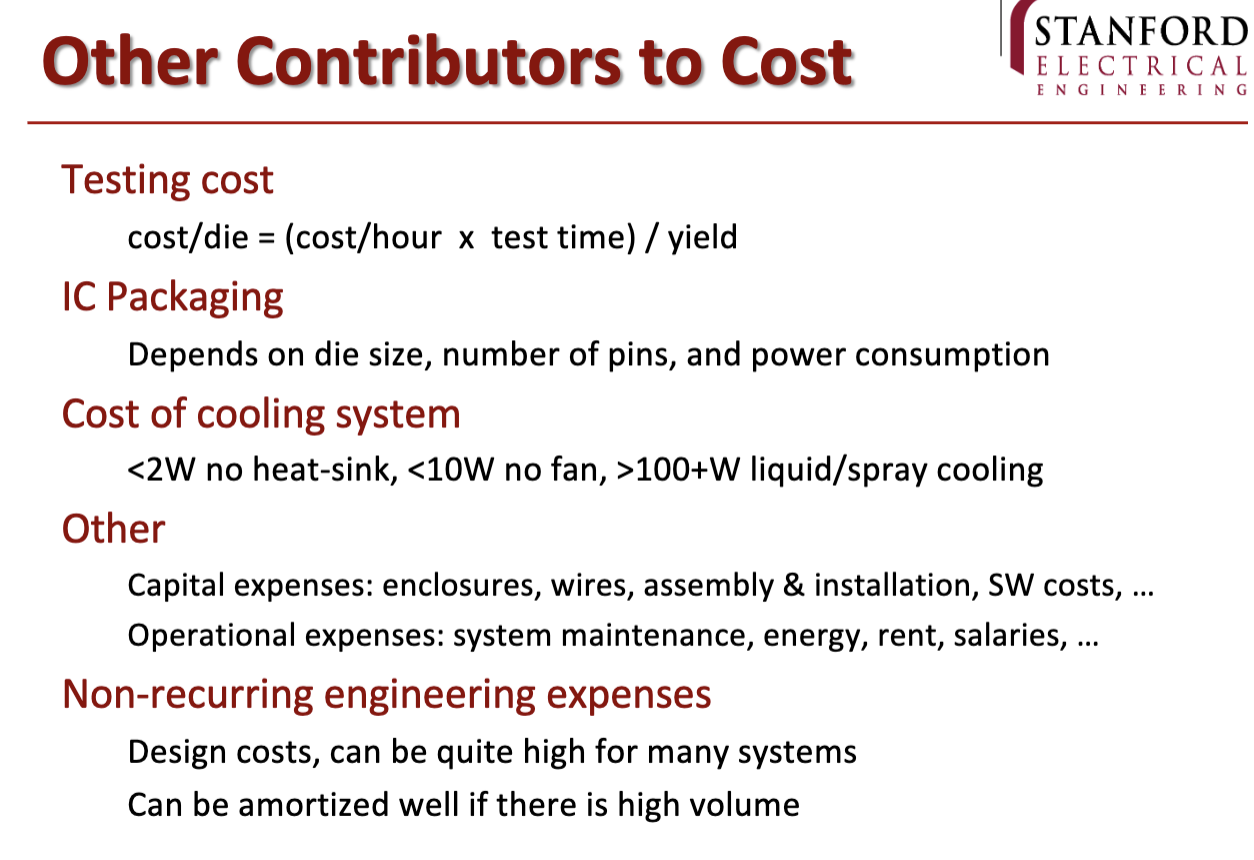 Other Contributors to Cost
STANFORD
ELECTRICAL
ENGINEERING
Testing cost
cost/die = (cost/hour x test time) / yield
IC Packaging
Depends on die size, number of pins, and power consumption
Cost of cooling system
<2W no heat-sink, <10W no fan, >100+W liquid/spray cooling
Other
Capital expenses: enclosures, wires, assembly & installation, SW costs, …
Operational expenses: system maintenance, energy, rent, salaries, …
Non-recurring engineering expenses
Design costs, can be quite high for many systems
Can be amortized well if there is high volume